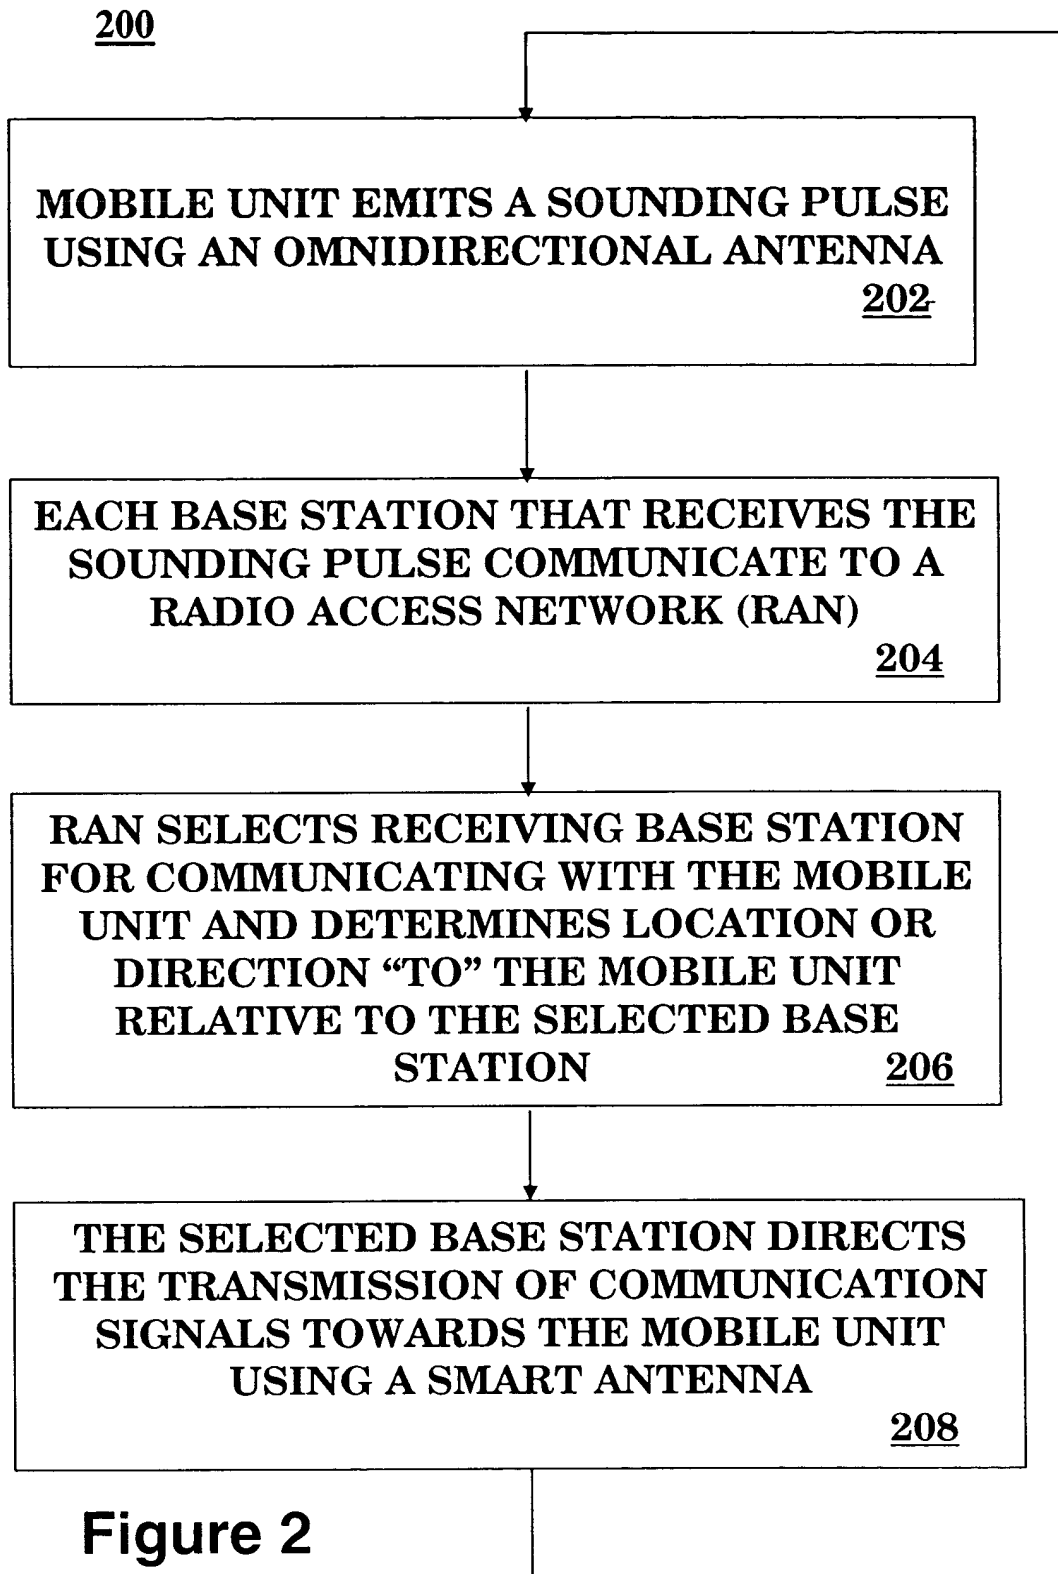 200
MOBILE UNIT EMITS A SOUNDING PULSE
USING AN OMNIDIRECTIONAL ANTENNA
202
EACH BASE STATION THAT RECEIVES THE
SOUNDING PULSE COMMUNICATE TO A
RADIO ACCESS NETWORK (RAN)
204
RAN SELECTS RECEIVING BASE STATION
FOR COMMUNICATING WITH THE MOBILE
UNIT AND DETERMINES LOCATION OR
DIRECTION “TO” THE MOBILE UNIT
RELATIVE TO THE SELECTED BASE
STATION 206
THE SELECTED BASE STATION DIRECTS
THE TRANSMISSION OF COMMUNICATION
SIGNALS TOWARDS THE MOBILE UNIT
USING A SMART ANTENNA
208
Figure 2